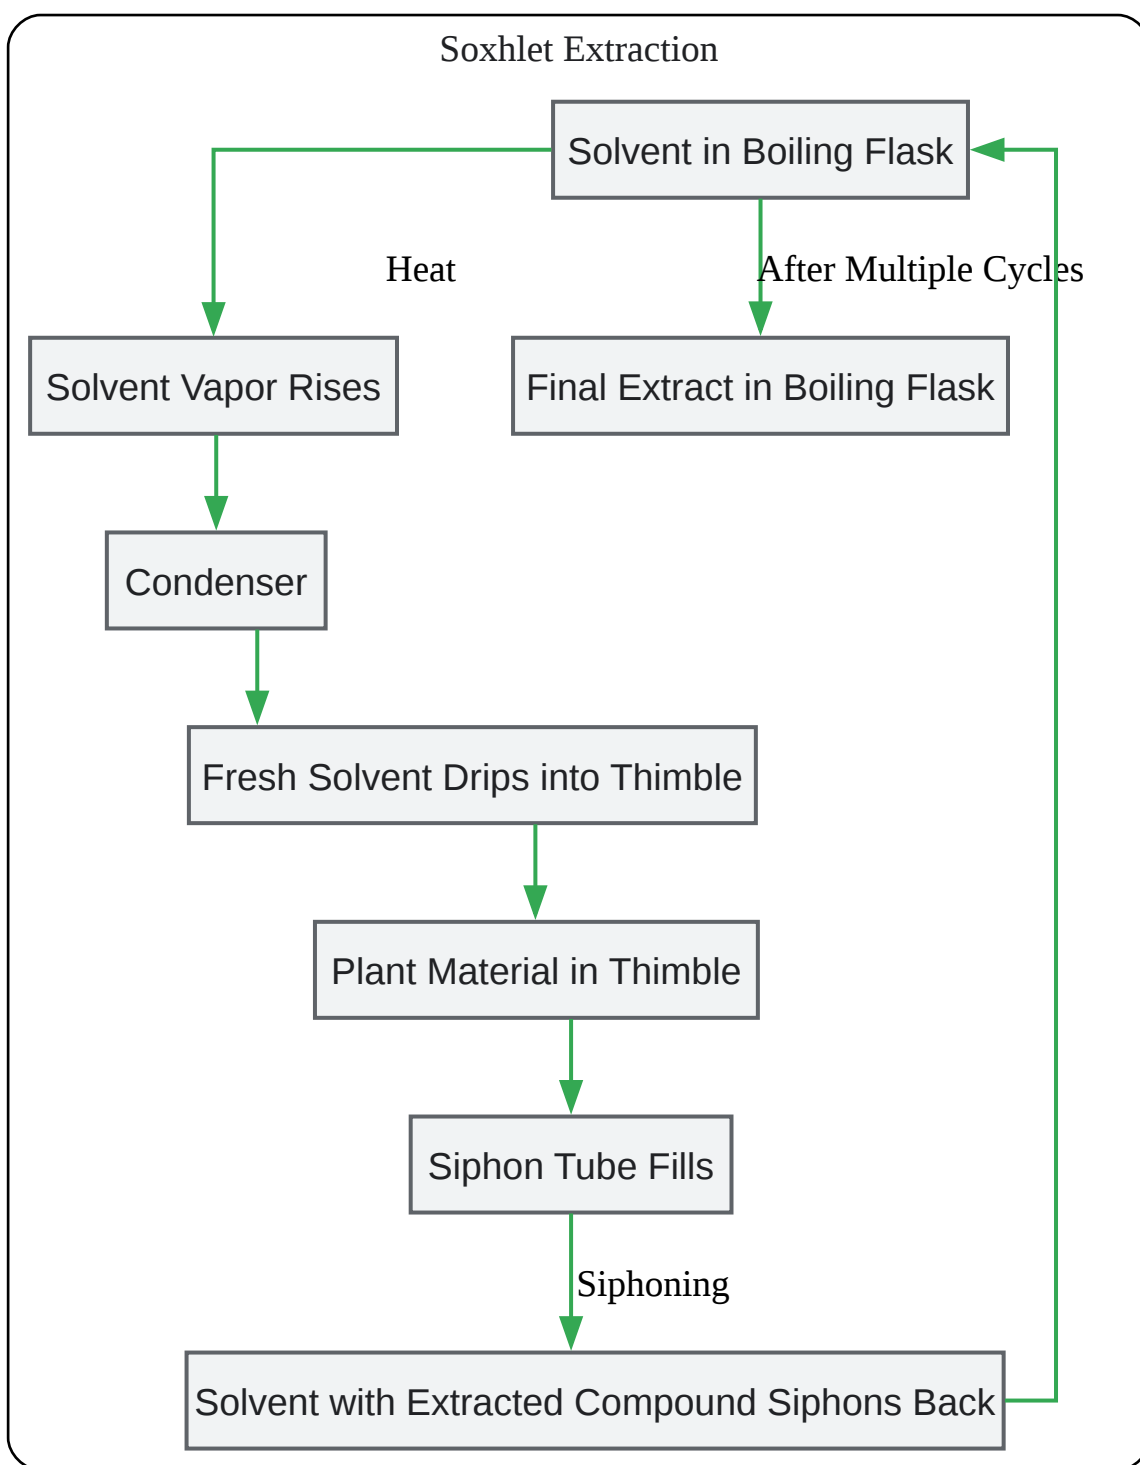 Soxhlet Extraction
Solvent in Boiling Flask
Heat
After Multiple Cycles
Solvent Vapor Rises
Final Extract in Boiling Flask
Condenser
Fresh Solvent Drips into Thimble
Plant Material in Thimble
Siphon Tube Fills
Siphoning
Solvent with Extracted Compound Siphons Back